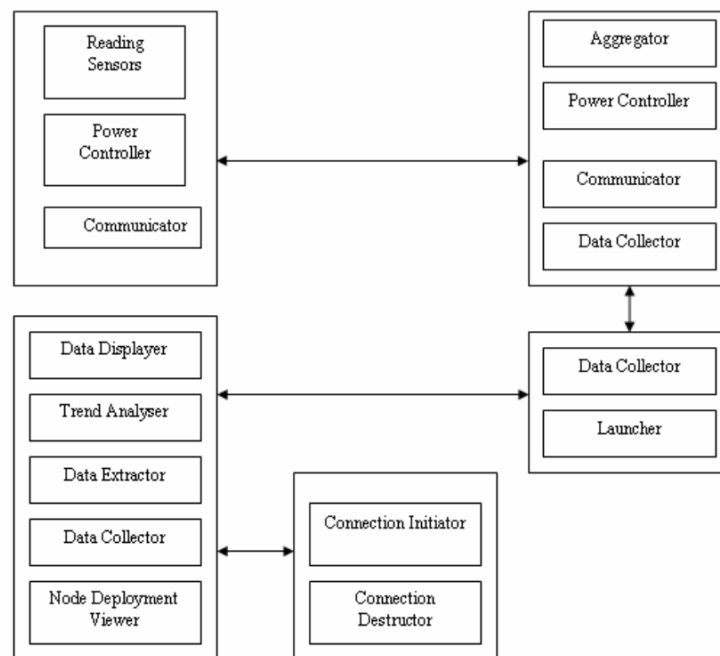 Reading
Sensors
Power
Controller
Communicator
Aggregator
Power Controller
Communicator
Data Collector
Data Displayer
Trend Analyser
Data Extractor
Data Collector
Node Deployment
Viewer
Data Collector
Launcher
Connection Initiator
Connection
Destructor